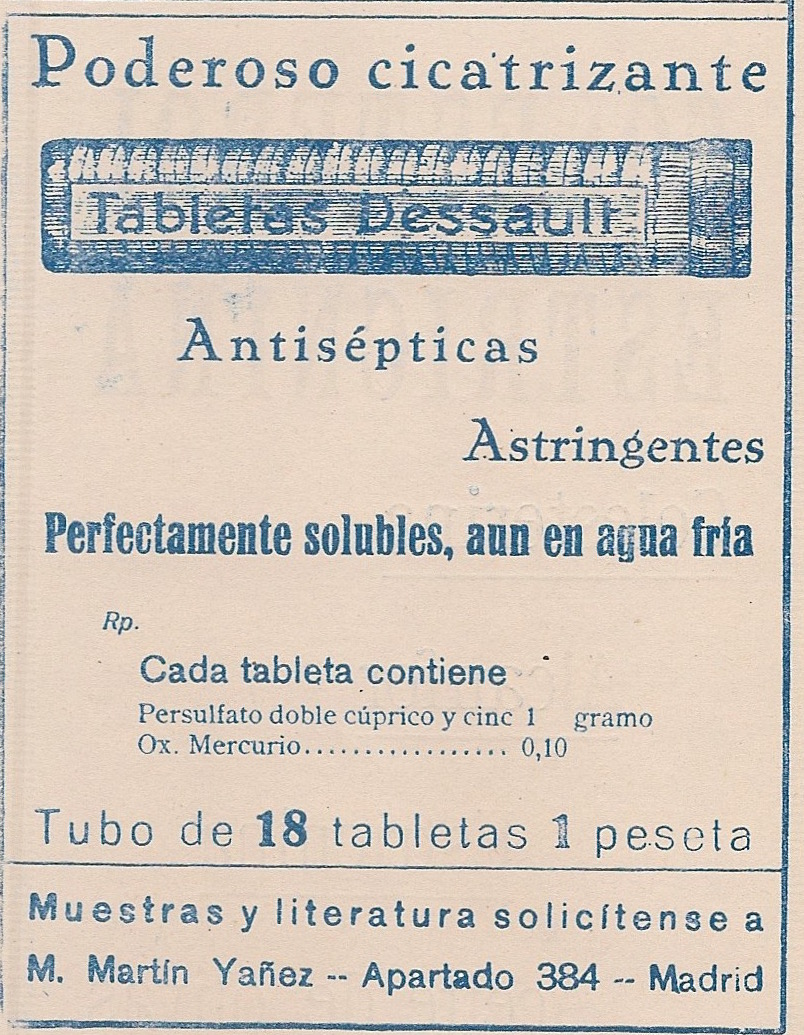 Poderoso cicatrizante
Tabletas Dessault
Antisépticas
Astringentes
Perfectamente solubles, aun en agua fría
Rp.
Cada tableta contiene
Persulfato doble cúprico y cinc 1 gramo
Ox. Mercurio................. 0,10
Tubo de 18 tabletas 1 peseta
Muestras y literatura solicítense a
M. Martín Yañez -- Apartado 384 -- Madrid